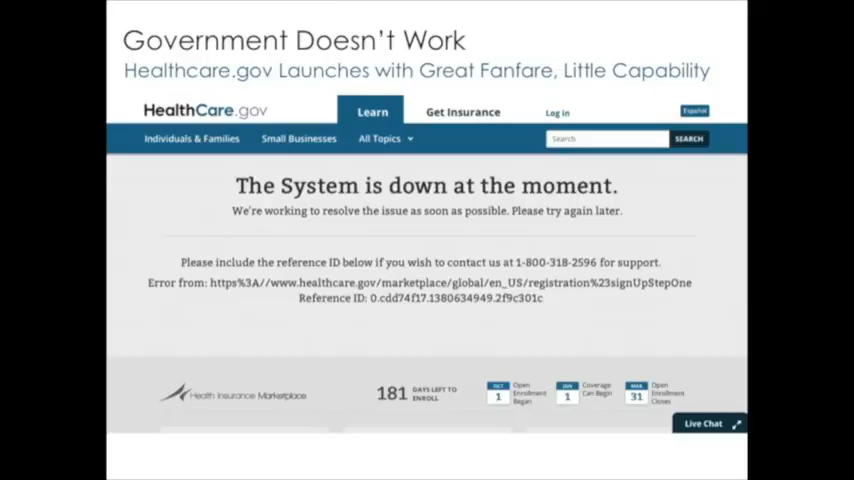 Government Doesn't Work
Healthcare.gov Launches with Great Fanfare, Little Capability
HealthCare.gov
Learn
Get Insurance
Log in
Español
Individuals & Families
Small Businesses
All Topics
Search
SEARCH
The System is down at the moment.
We're working to resolve the issue as soon as possible. Please try again later.
Please include the reference ID below if you wish to contact us at 1-800-318-2596 for support.
Error from: https%3A//www.healthcare.gov/marketplace/global/en_US/registration%23signUpStepOne
Reference ID: 0.cdd74f17.1380634949.2f9c301c
Health Insurance Marketplace
181
DAYS LEFT TO
ENROLL
OCT
1
Open
Enrollment
Began
JAN
1
Coverage
Can Begin
MAR
31
Open
Enrollment
Closes
Live Chat